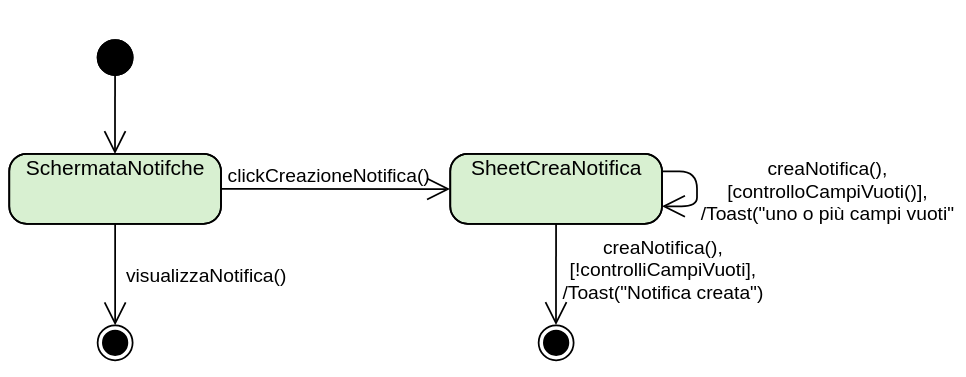 SchermataNotifche
clickCreazioneNotifica()
SheetCreaNotifica
creaNotifica(),
[controlloCampiVuoti()],
/Toast("uno o più campi vuoti"
visualizzaNotifica()
creaNotifica(),
[!controlliCampiVuoti],
/Toast("Notifica creata")